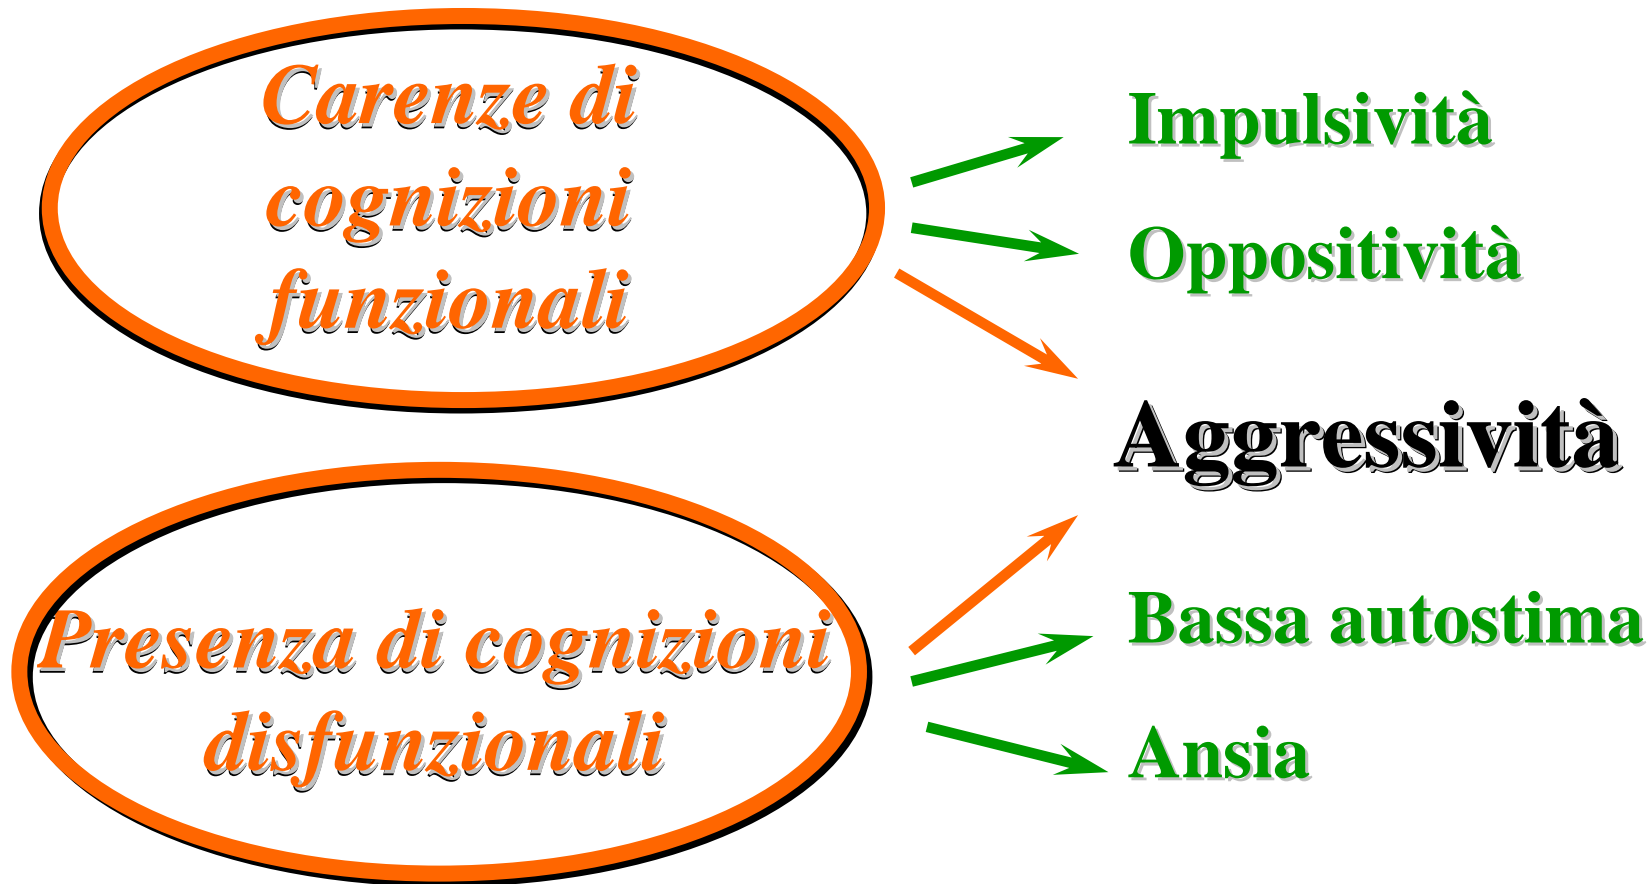 Carenze di
cognizioni
funzionali
Impulsività
Oppositività
Aggressività
Presenza di cognizioni
disfunzionali
Bassa autostima
Ansia